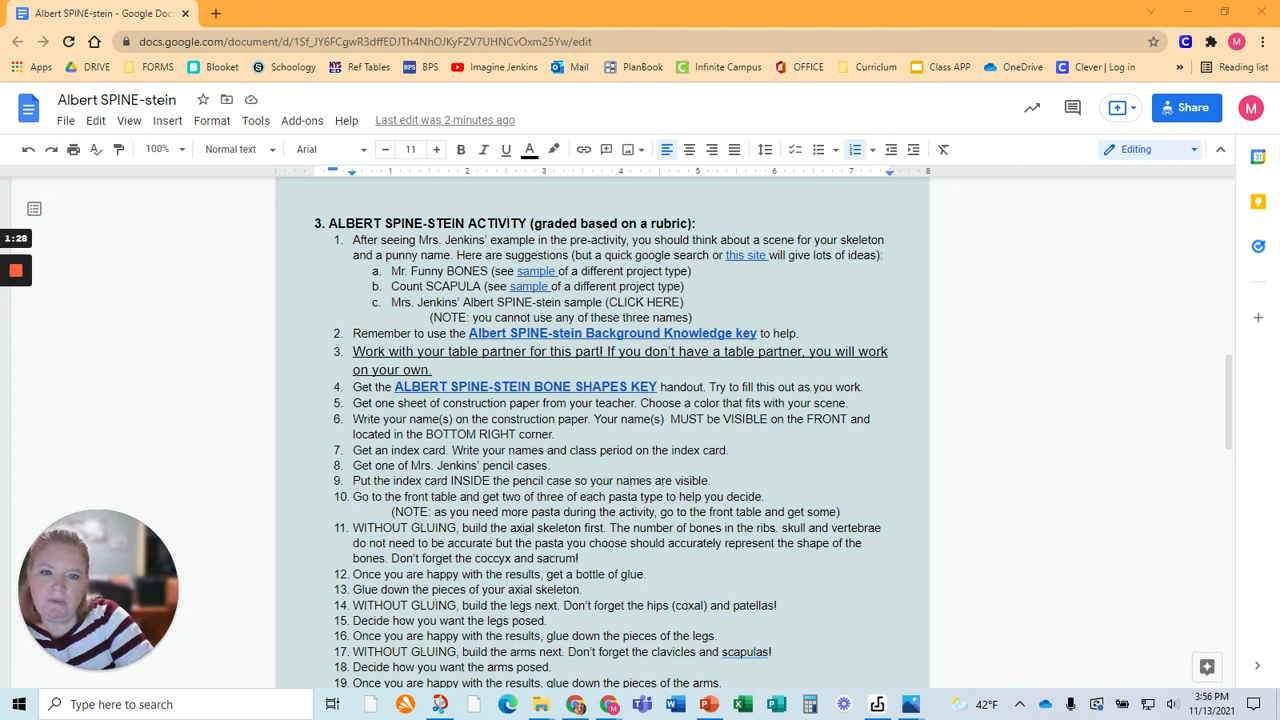 Albert SPINE-stein - Google Docs
docs.google.com/document/d/1Sf_JY6FCgwR3dffEDJTh4NhOJKyFZV7UHNCvOxm25Yw/edit
Apps DRIVE FORMS Blooket Schoology Ref Tables BPS Imagine Jenkins Mail PlanBook Infinite Campus OFFICE Curriclum Class APP OneDrive Clever | Log in » Reading list
Albert SPINE-stein
Share M
File Edit View Insert Format Tools Add-ons Help Last edit was 2 minutes ago
100% Normal text Arial 11 Editing
1 2 3 4 5 6 7 8
3. ALBERT SPINE-STEIN ACTIVITY (graded based on a rubric):
1. After seeing Mrs. Jenkins' example in the pre-activity, you should think about a scene for your skeleton
and a punny name. Here are suggestions (but a quick google search or this site will give lots of ideas):
a. Mr. Funny BONES (see sample of a different project type)
b. Count SCAPULA (see sample of a different project type)
c. Mrs. Jenkins' Albert SPINE-stein sample (CLICK HERE)
(NOTE: you cannot use any of these three names)
2. Remember to use the Albert SPINE-stein Background Knowledge key to help.
3. Work with your table partner for this part! If you don't have a table partner, you will work
on your own.
4. Get the ALBERT SPINE-STEIN BONE SHAPES KEY handout. Try to fill this out as you work.
5. Get one sheet of construction paper from your teacher. Choose a color that fits with your scene.
6. Write your name(s) on the construction paper. Your name(s) MUST be VISIBLE on the FRONT and
located in the BOTTOM RIGHT corner.
7. Get an index card. Write your names and class period on the index card.
8. Get one of Mrs. Jenkins' pencil cases.
9. Put the index card INSIDE the pencil case so your names are visible.
10. Go to the front table and get two of three of each pasta type to help you decide.
(NOTE: as you need more pasta during the activity, go to the front table and get some)
11. WITHOUT GLUING, build the axial skeleton first. The number of bones in the ribs. skull and vertebrae
do not need to be accurate but the pasta you choose should accurately represent the shape of the
bones. Don't forget the coccyx and sacrum!
12. Once you are happy with the results, get a bottle of glue.
13. Glue down the pieces of your axial skeleton.
14. WITHOUT GLUING, build the legs next. Don't forget the hips (coxal) and patellas!
15. Decide how you want the legs posed.
16. Once you are happy with the results, glue down the pieces of the legs.
17. WITHOUT GLUING, build the arms next. Don't forget the clavicles and scapulas!
18. Decide how you want the arms posed.
19. Once you are happy with the results, glue down the pieces of the arms.
1:28
Type here to search
42°F
3:56 PM
11/13/2021